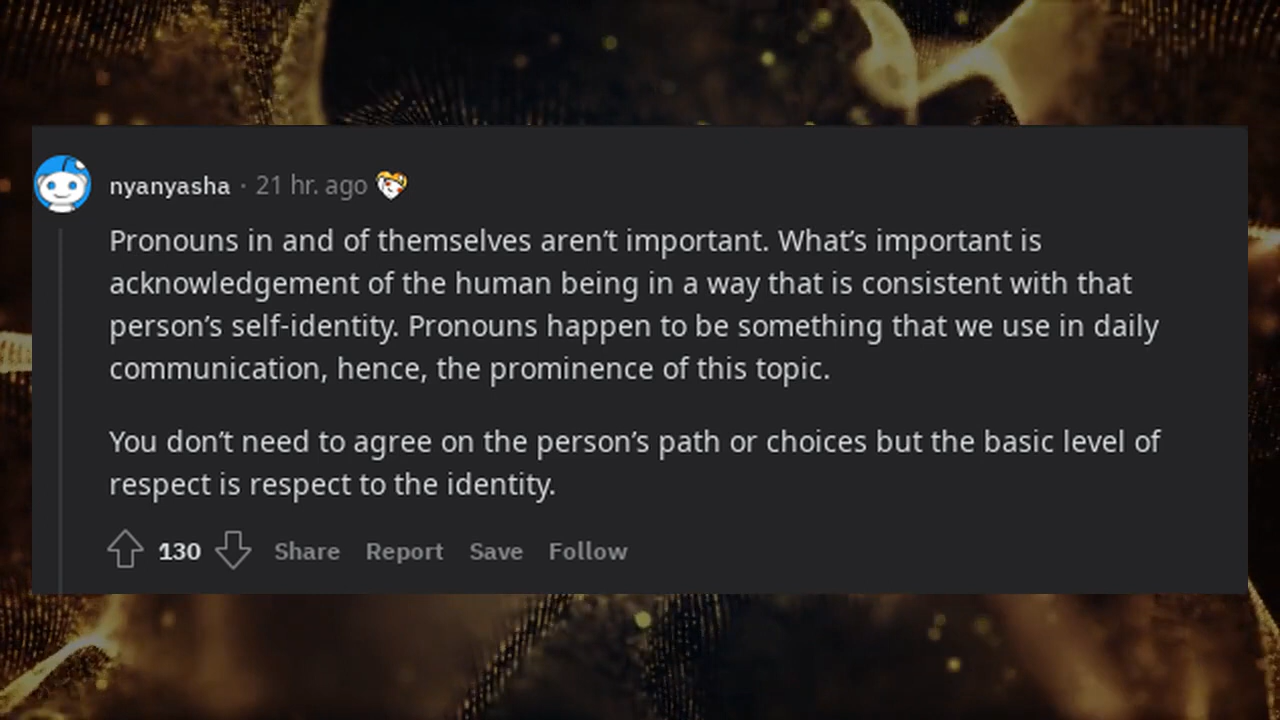 nyanyasha · 21 hr. ago
Pronouns in and of themselves aren’t important. What’s important is
acknowledgement of the human being in a way that is consistent with that
person’s self-identity. Pronouns happen to be something that we use in daily
communication, hence, the prominence of this topic.
You don’t need to agree on the person’s path or choices but the basic level of
respect is respect to the identity.
130 Share Report Save Follow